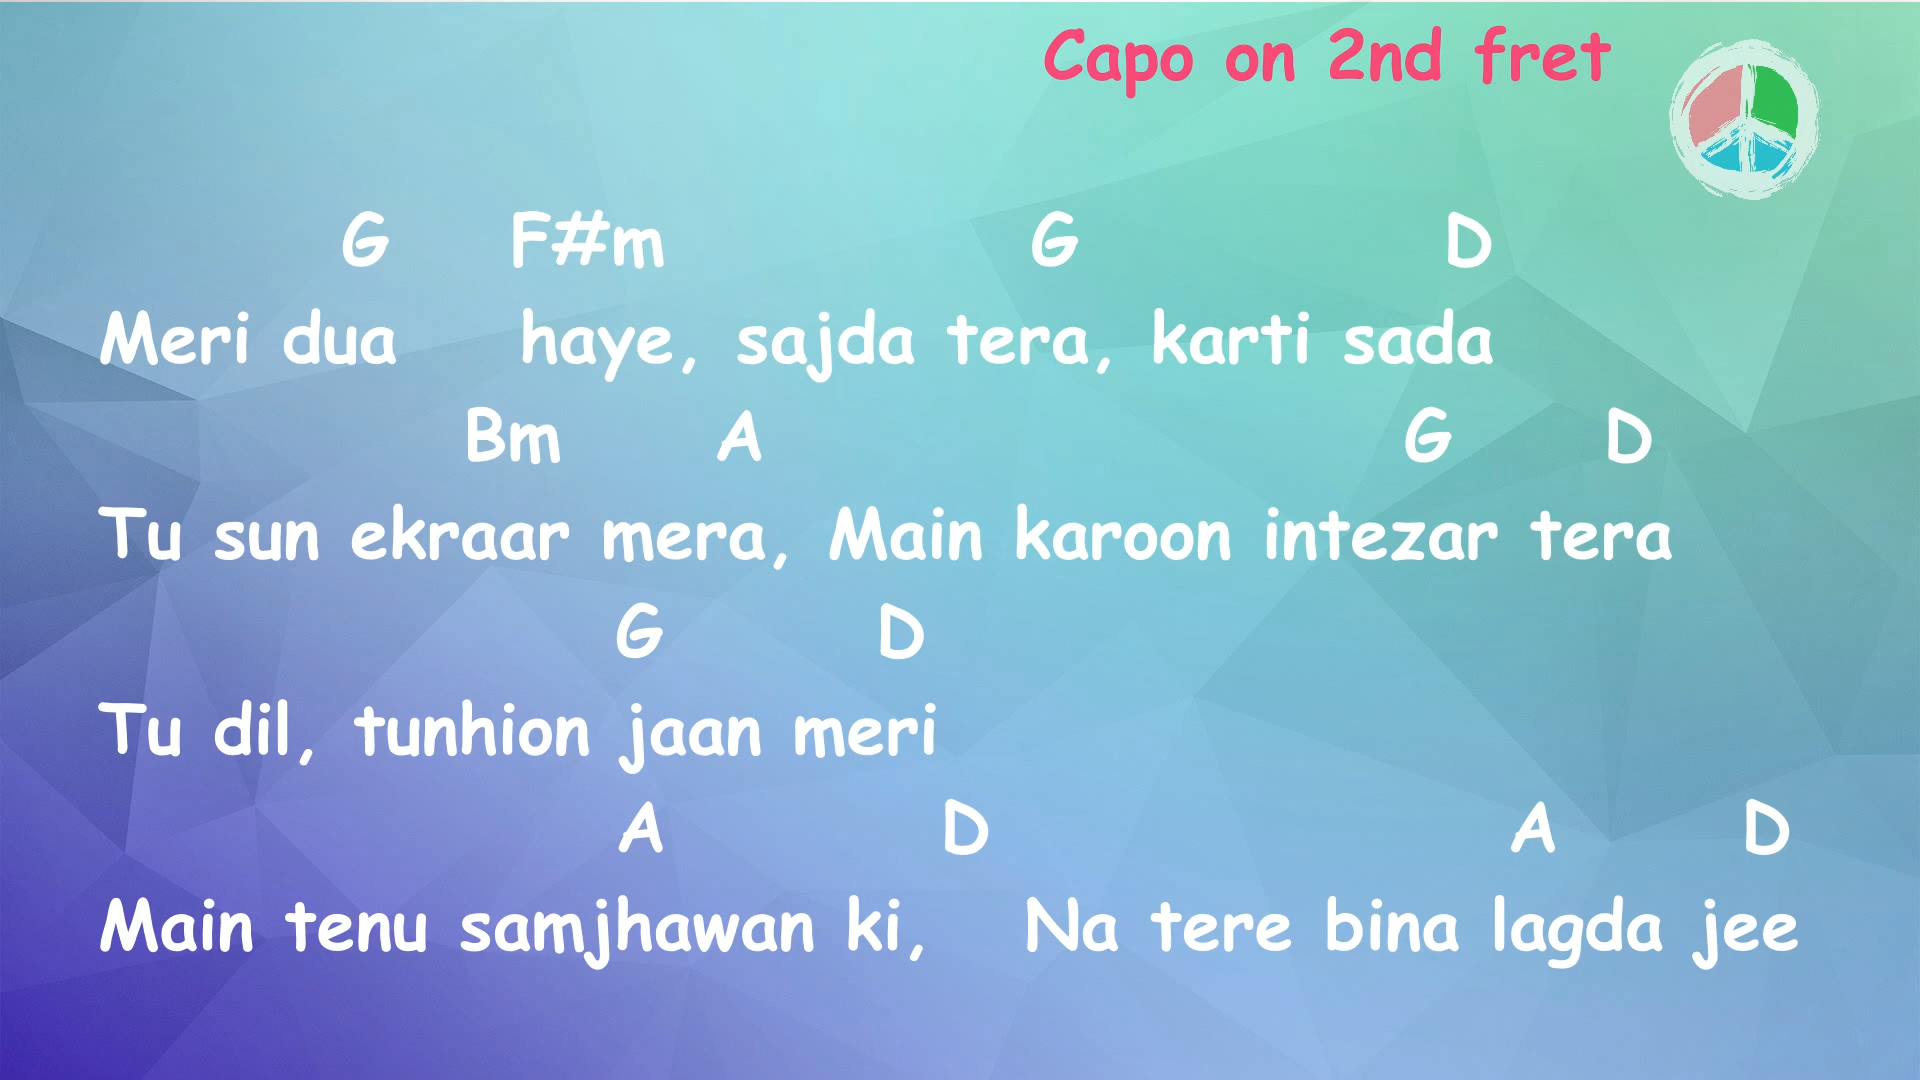 Capo on 2nd fret
G F#m G D
Meri dua haye, sajda tera, karti sada
Bm A G D
Tu sun ekraar mera, Main karoon intezar tera
G D
Tu dil, tunhion jaan meri
A D A D
Main tenu samjhawan ki, Na tere bina lagda jee